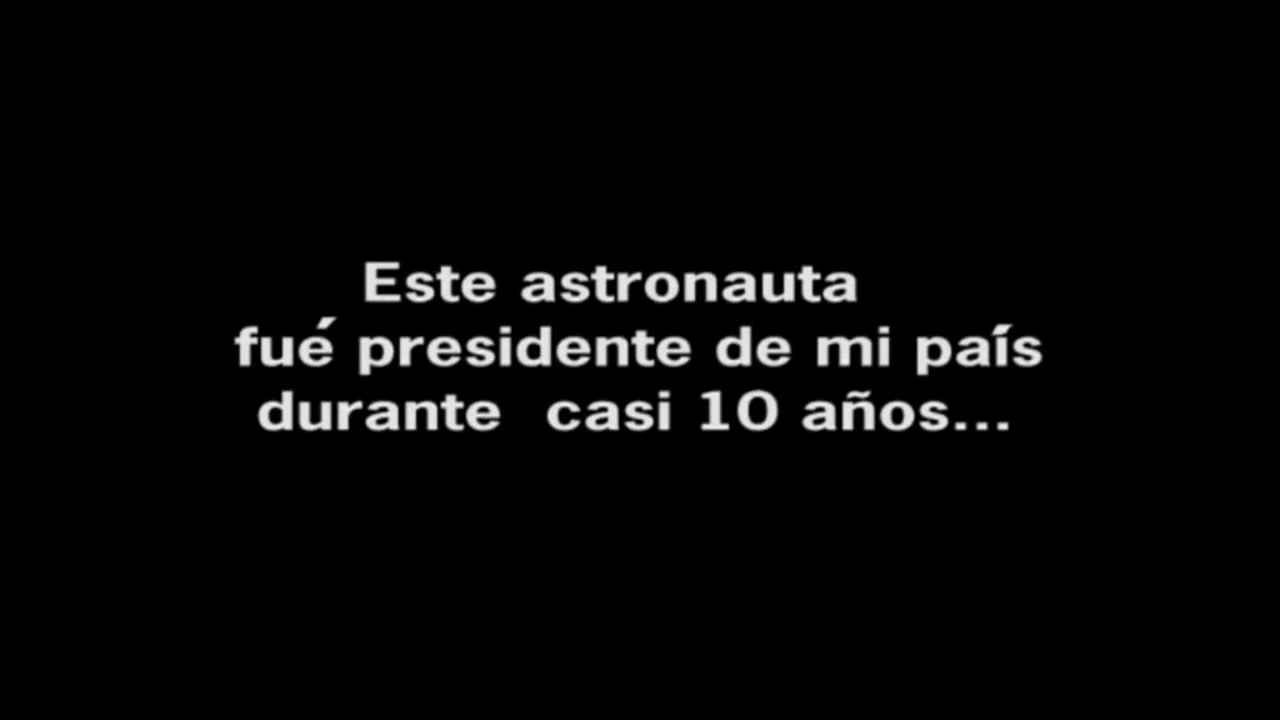 Este astronauta
fué presidente de mi país
durante casi 10 años...